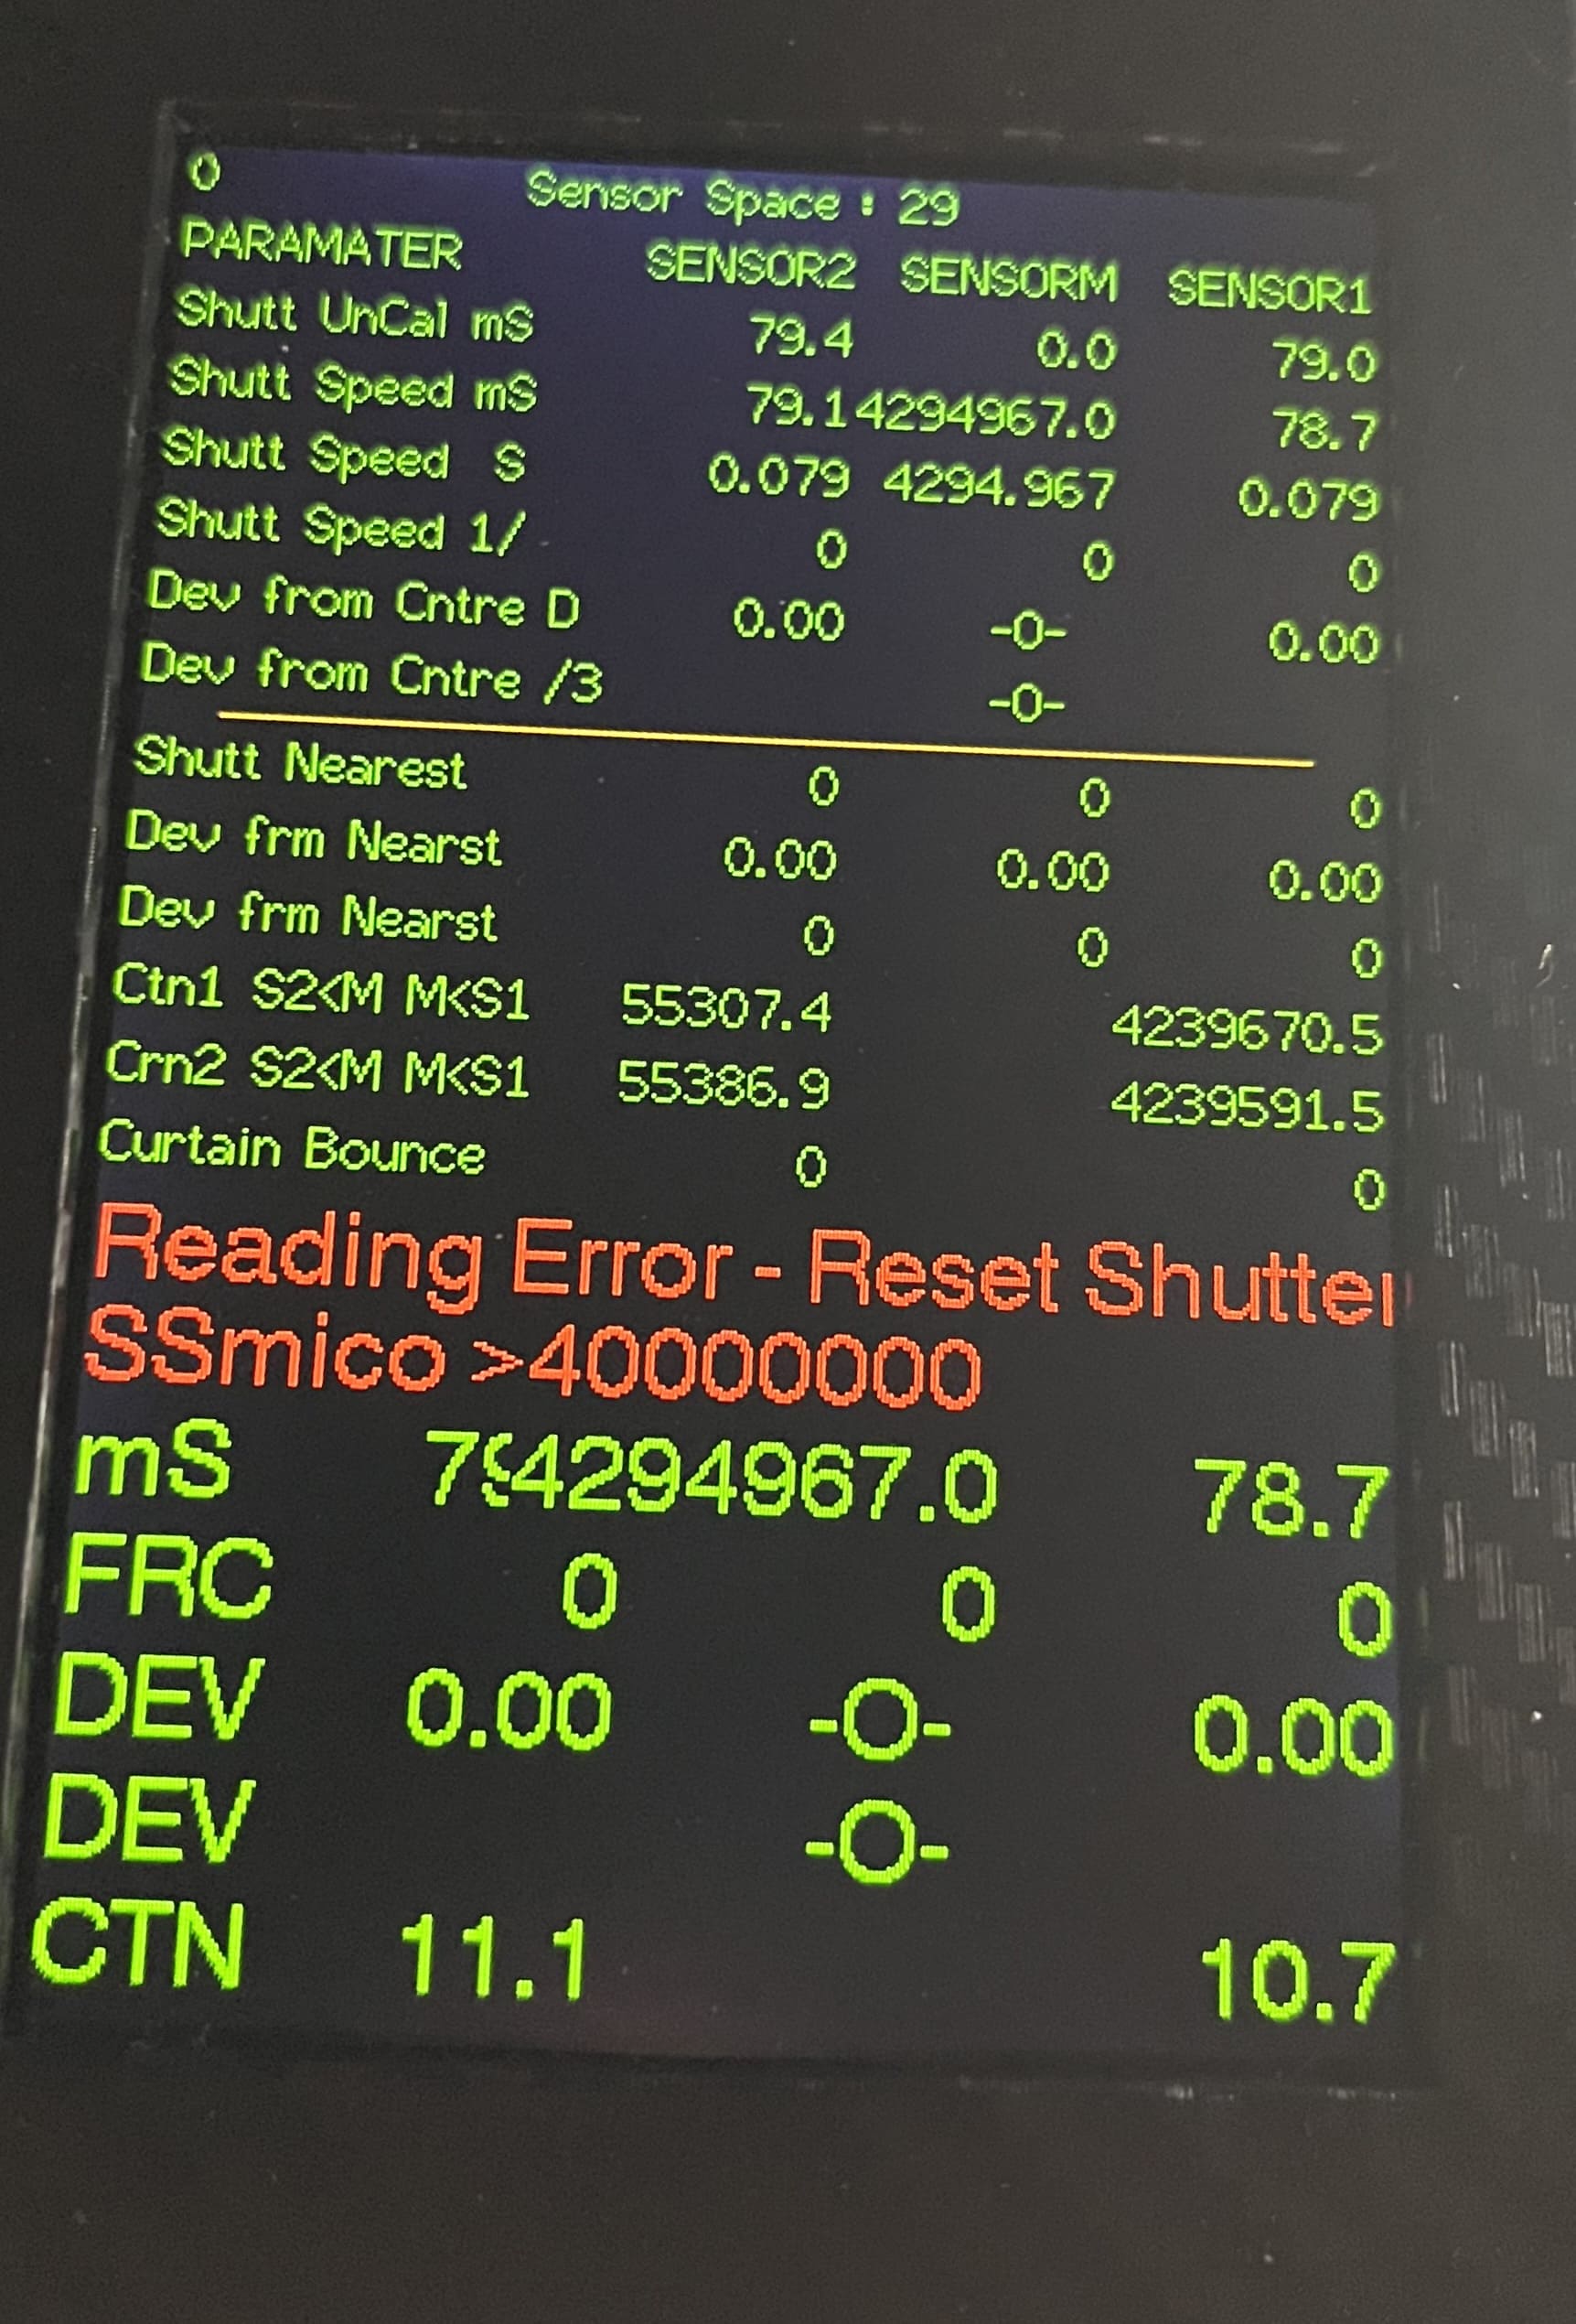 0 Sensor Space : 29
PARAMATER SENSOR2 SENSORM SENSOR1
Shutt UnCal mS 79.4 0.0 79.0
Shutt Speed mS 79.14294967.0 78.7
Shutt Speed S 0.079 4294.967 0.079
Shutt Speed 1/ 0 0 0
Dev from Cntre D 0.00 -0- 0.00
Dev from Cntre /3 -0-
Shutt Nearest 0 0 0
Dev frm Nearst 0.00 0.00 0.00
Dev frm Nearst 0 0 0
Ctn1 S2<M M<S1 55307.4 4239670.5
Crn2 S2<M M<S1 55386.9 4239591.5
Curtain Bounce 0 0
Reading Error - Reset Shutter
SSmico >40000000
mS 794294967.0 78.7
FRC 0 0 0
DEV 0.00 -O- 0.00
DEV -O-
CTN 11.1 10.7